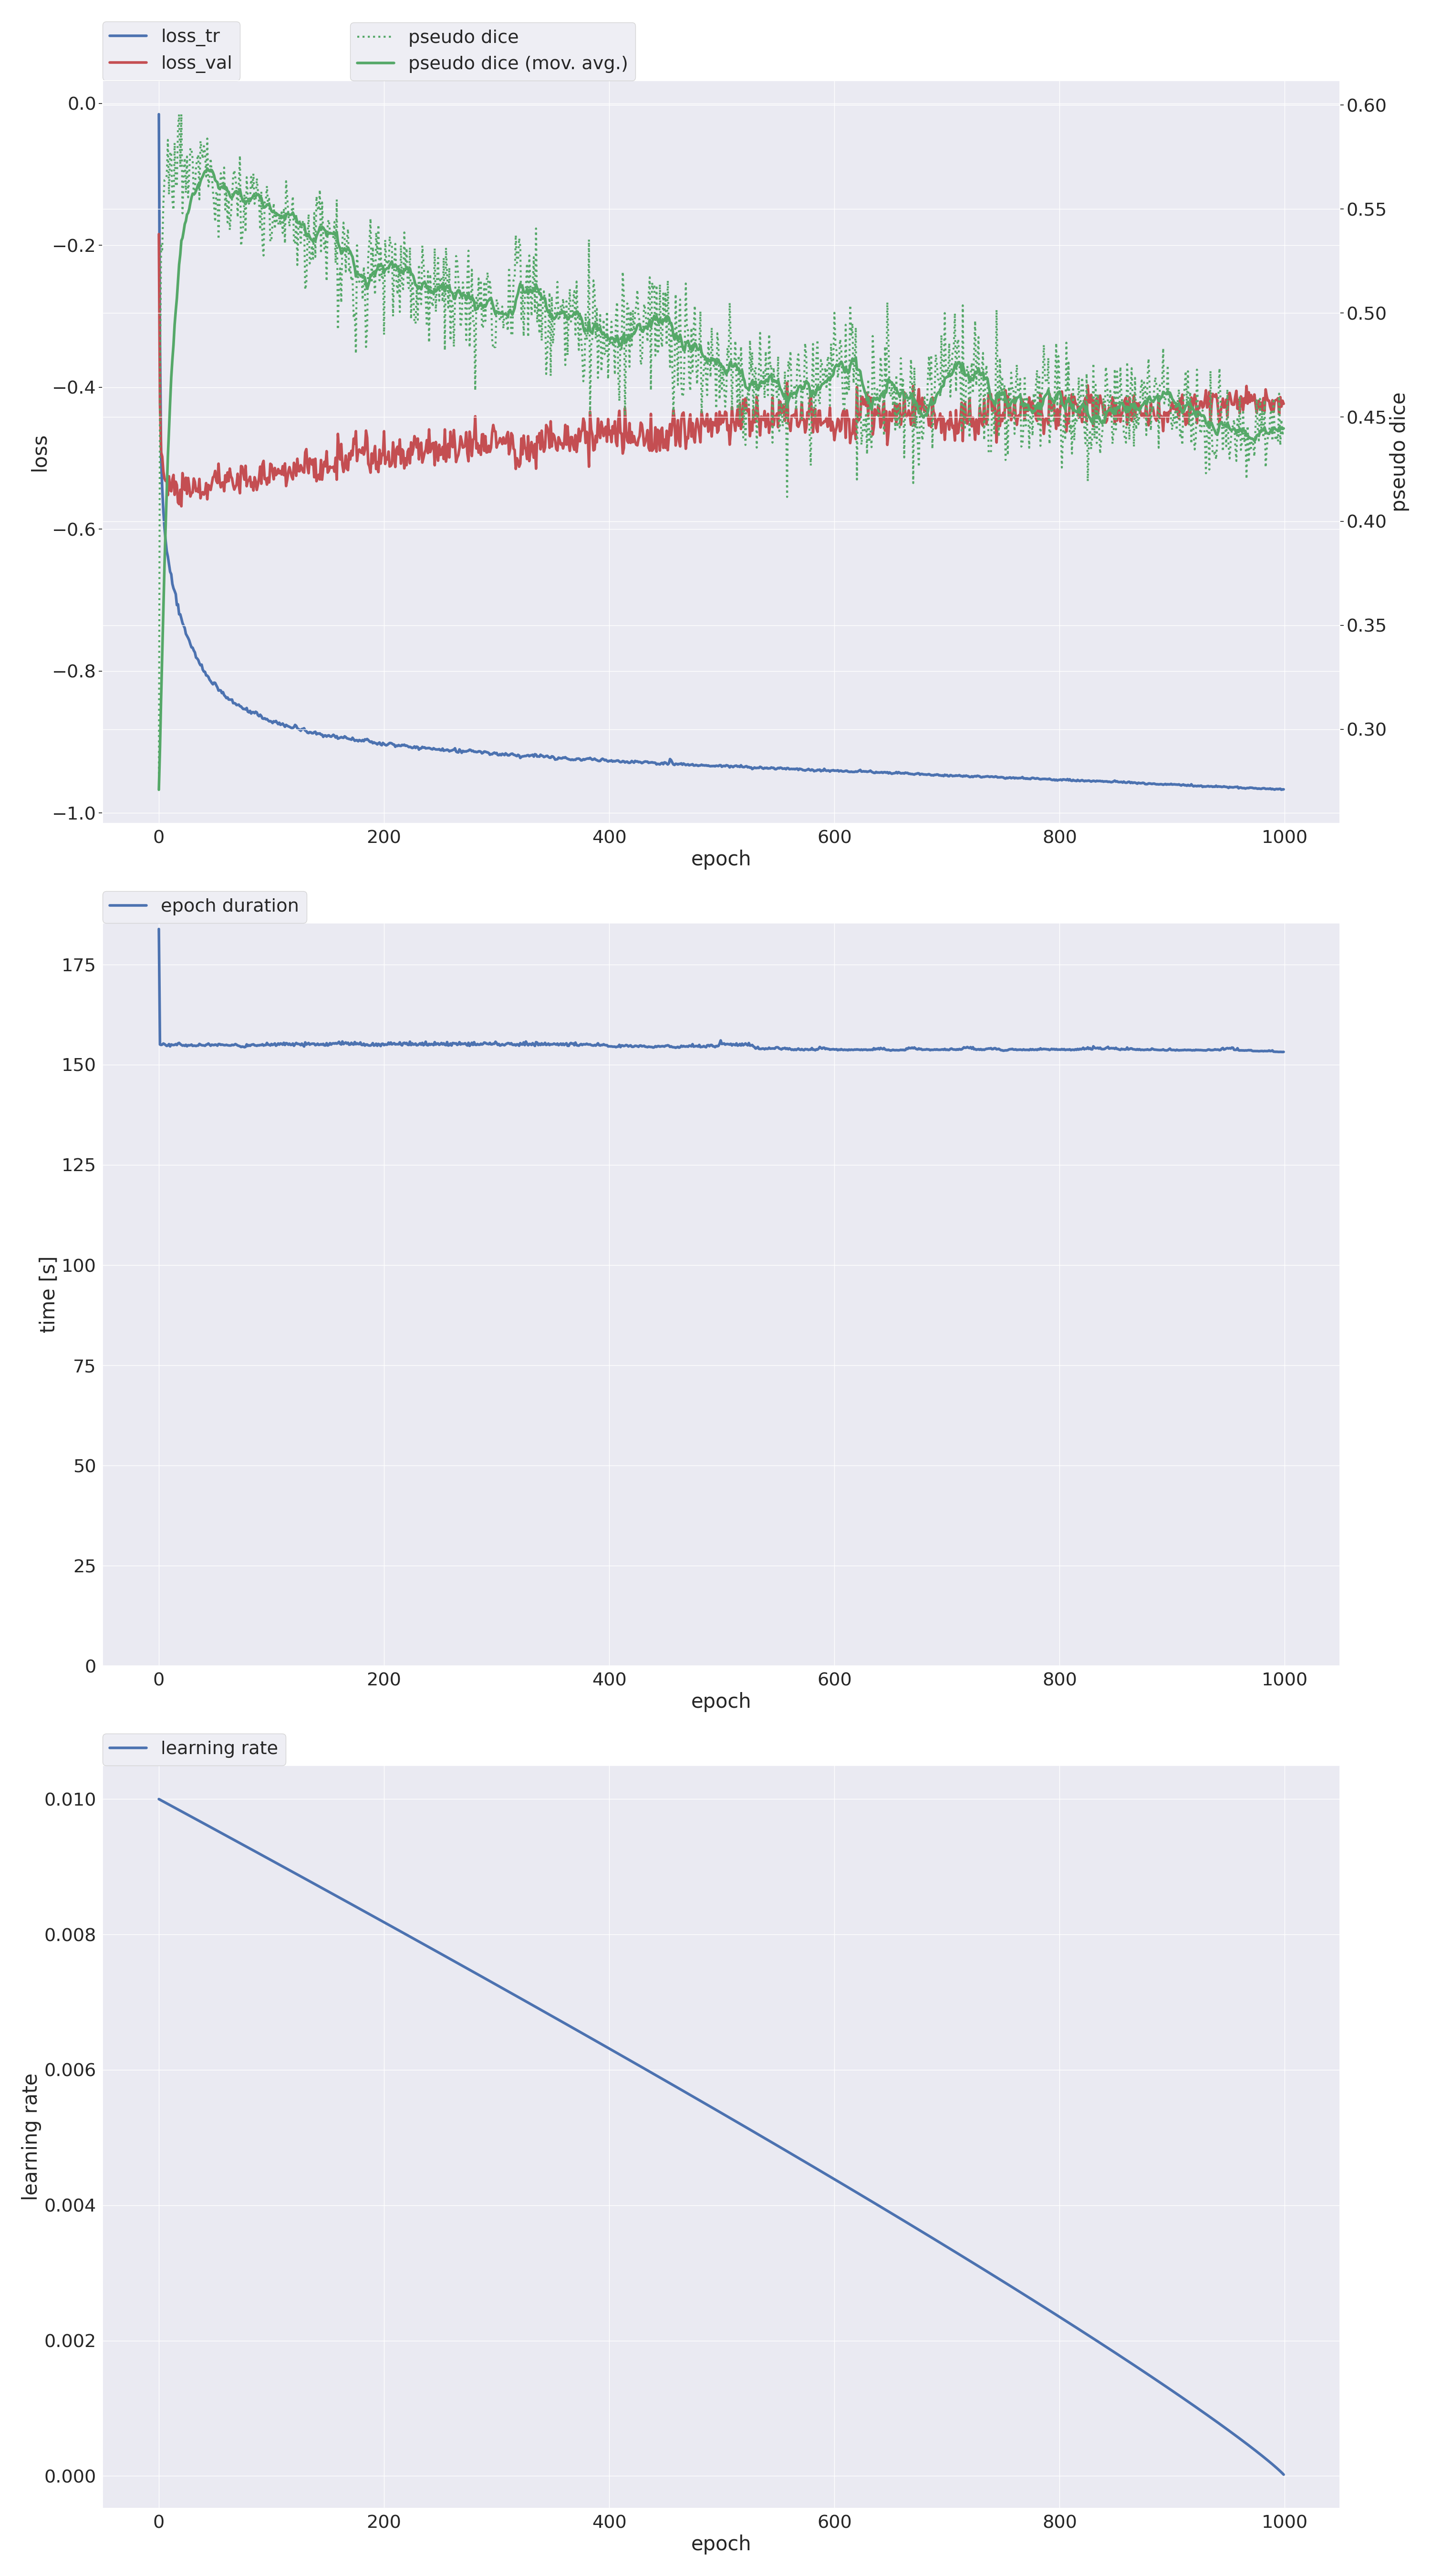 loss_tr
loss_val
pseudo dice
pseudo dice (mov. avg.)
0.0
−0.2
−0.4
−0.6
−0.8
−1.0
loss
0.60
0.55
0.50
0.45
0.40
0.35
0.30
pseudo dice
0 200 400 600 800 1000
epoch
epoch duration
175
150
125
100
75
50
25
0
time [s]
0 200 400 600 800 1000
epoch
learning rate
0.010
0.008
0.006
0.004
0.002
0.000
learning rate
0 200 400 600 800 1000
epoch